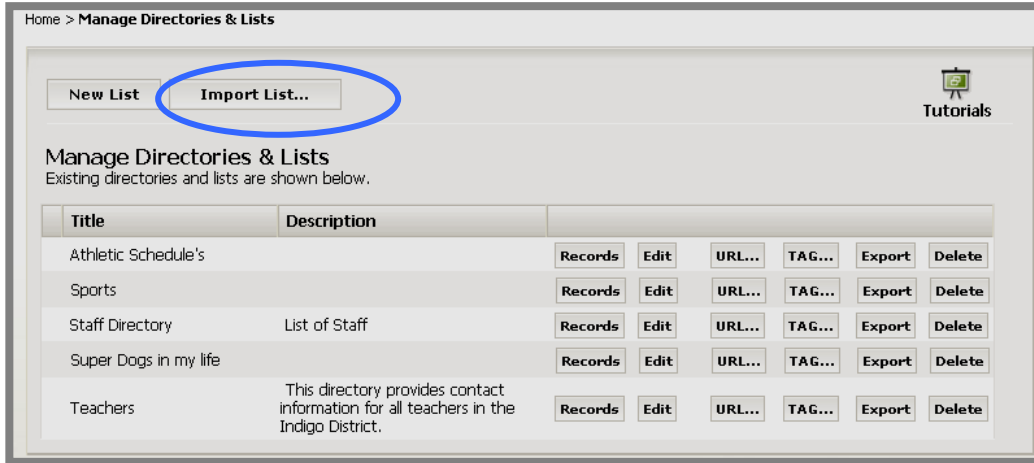 Home > Manage Directories & Lists
New List Import List...
Tutorials
Manage Directories & Lists
Existing directories and lists are shown below.
Title Description
Athletic Schedule's Records Edit URL... TAG... Export Delete
Sports Records Edit URL... TAG... Export Delete
Staff Directory List of Staff Records Edit URL... TAG... Export Delete
Super Dogs in my life Records Edit URL... TAG... Export Delete
This directory provides contact
Teachers information for all teachers in the Records Edit URL... TAG... Export Delete
Indigo District.